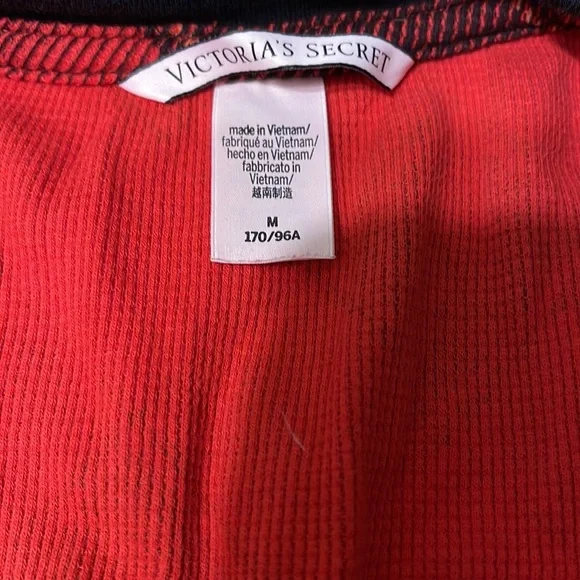 VICTORIA'S SECRET
made in Vietnam/
fabriqué au Vietnam/
hecho en Vietnam/
fabbricato in
Vietnam/
越南制造
M
170/96A